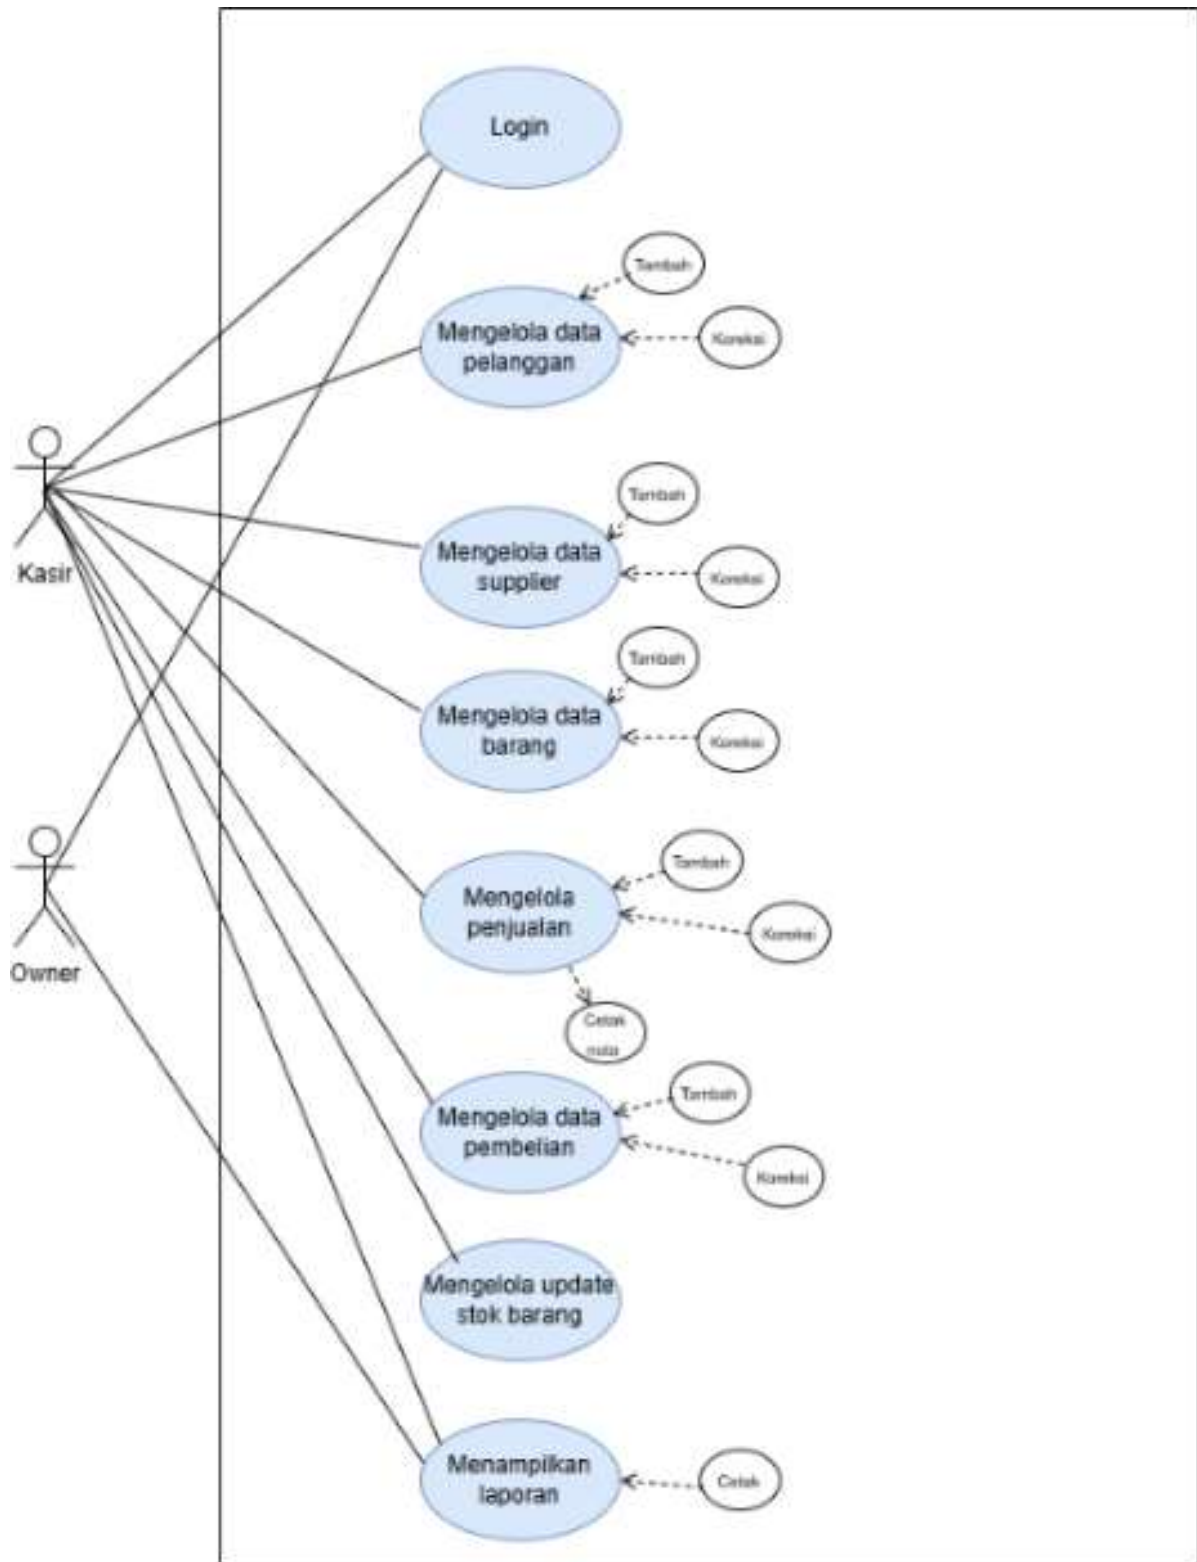 Login
Tambah
Mengelola data
pelanggan
Koreksi
Kasir
Tambah
Mengelola data
supplier
Koreksi
Tambah
Mengelola data
barang
Koreksi
Owner
Tambah
Mengelola
penjualan
Koreksi
Cetak
nota
Tambah
Mengelola data
pembelian
Koreksi
Mengelola update
stok barang
Menampilkan
laporan
Cetak